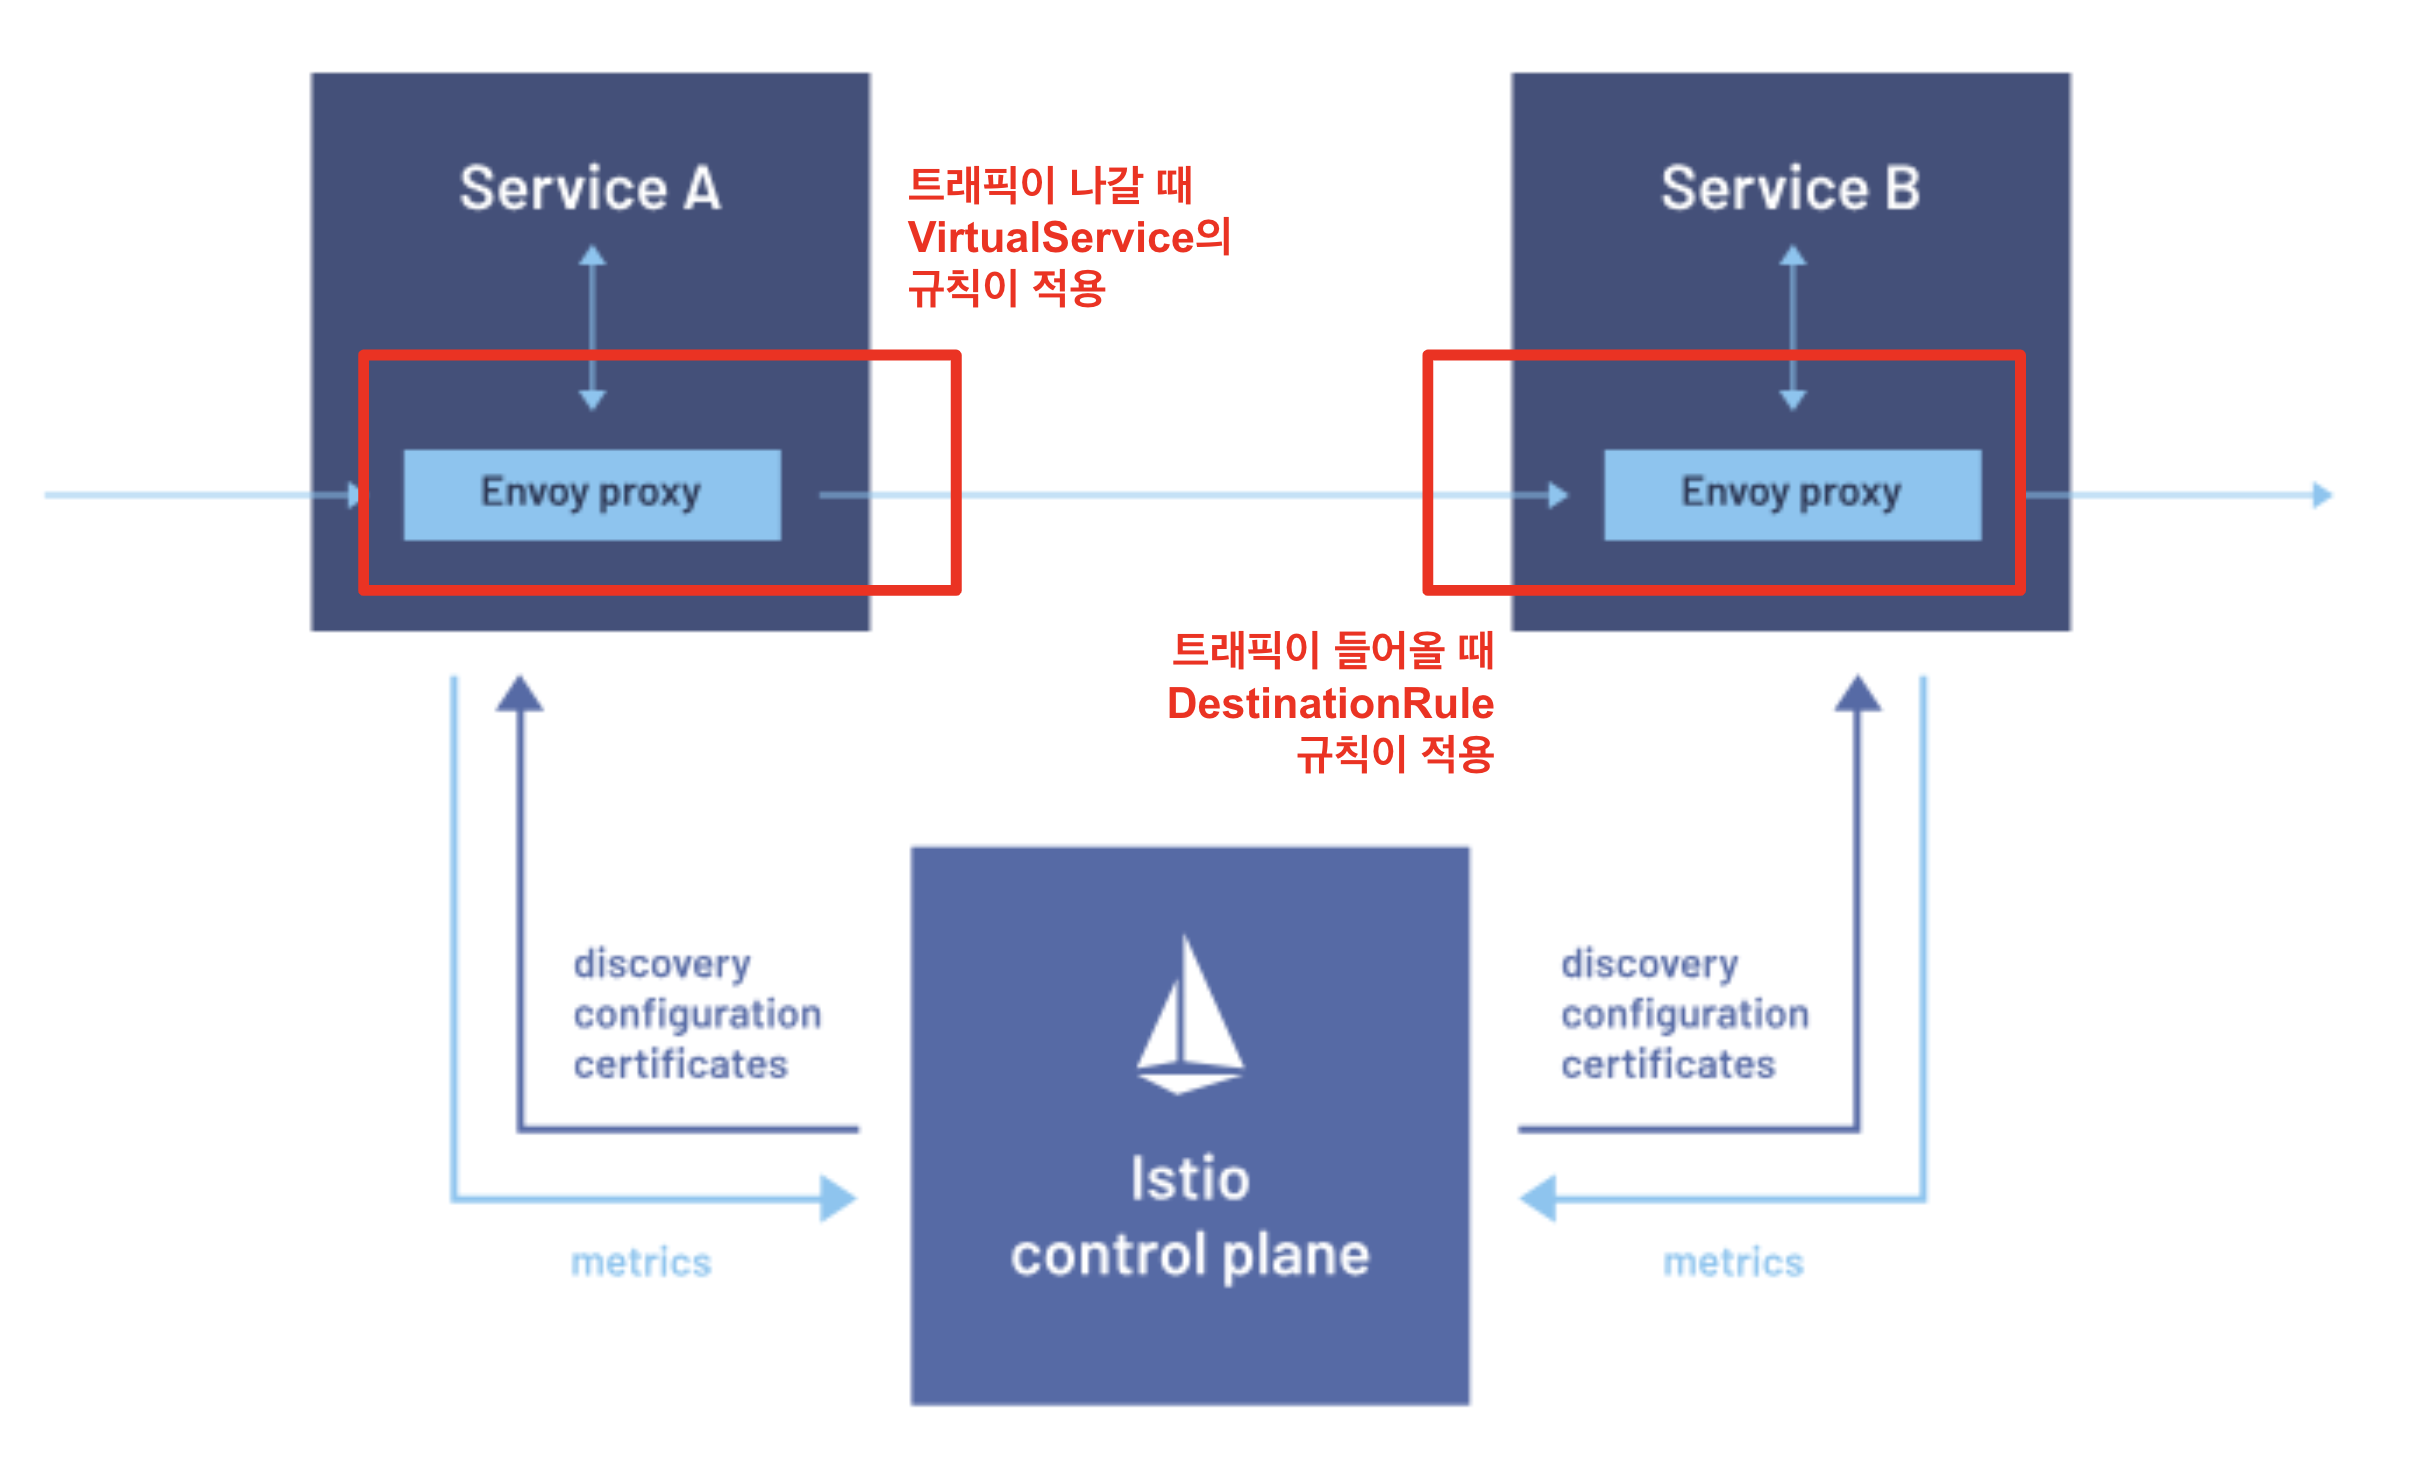 Service A
트래픽이 나갈 때
VirtualService의
규칙이 적용
Service B
Envoy proxy
Envoy proxy
트래픽이 들어올 때
DestinationRule
규칙이 적용
discovery
configuration
certificates
discovery
configuration
certificates
Istio
control plane
metrics
metrics